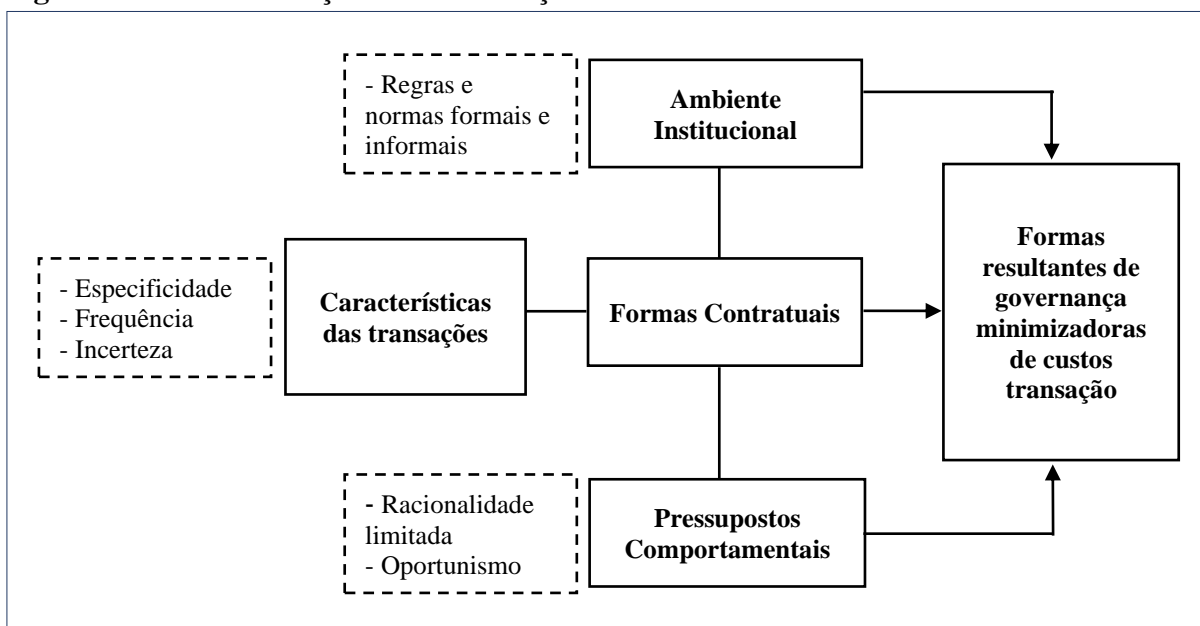 - Regras e
normas formais e
informais
Ambiente
Institucional
- Especificidade
- Frequência
- Incerteza
Características
das transações
Formas Contratuais
Formas
resultantes de
governança
minimizadoras
de custos
transação
- Racionalidade
limitada
- Oportunismo
Pressupostos
Comportamentais